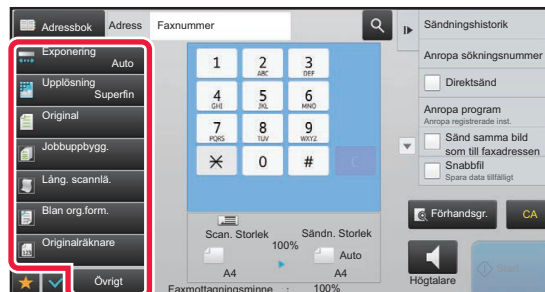 Adressbok
Adress
Faxnummer
Exponering
Auto
Upplösning
Superfin
Original
Jobbuppbygg.
Lång. scannlä.
Blan org.form.
Originalräknare
Övrigt
1
2
ABC
3
DEF
4
GHI
5
JKL
6
MNO
7
PQRS
8
TUV
9
WXYZ
0
#
C
Scan. Storlek
100%
Sändn. Storlek
Auto
A4
A4
Faxmottagningsminne : 100%
Sändningshistorik
Anropa sökningsnummer
Direktsänd
Anropa program
Anropa registrerade inst.
Sänd samma bild
som till faxadressen
Snabbfil
Spara data tillfälligt
Förhandsgr.
CA
Högtalare
Start